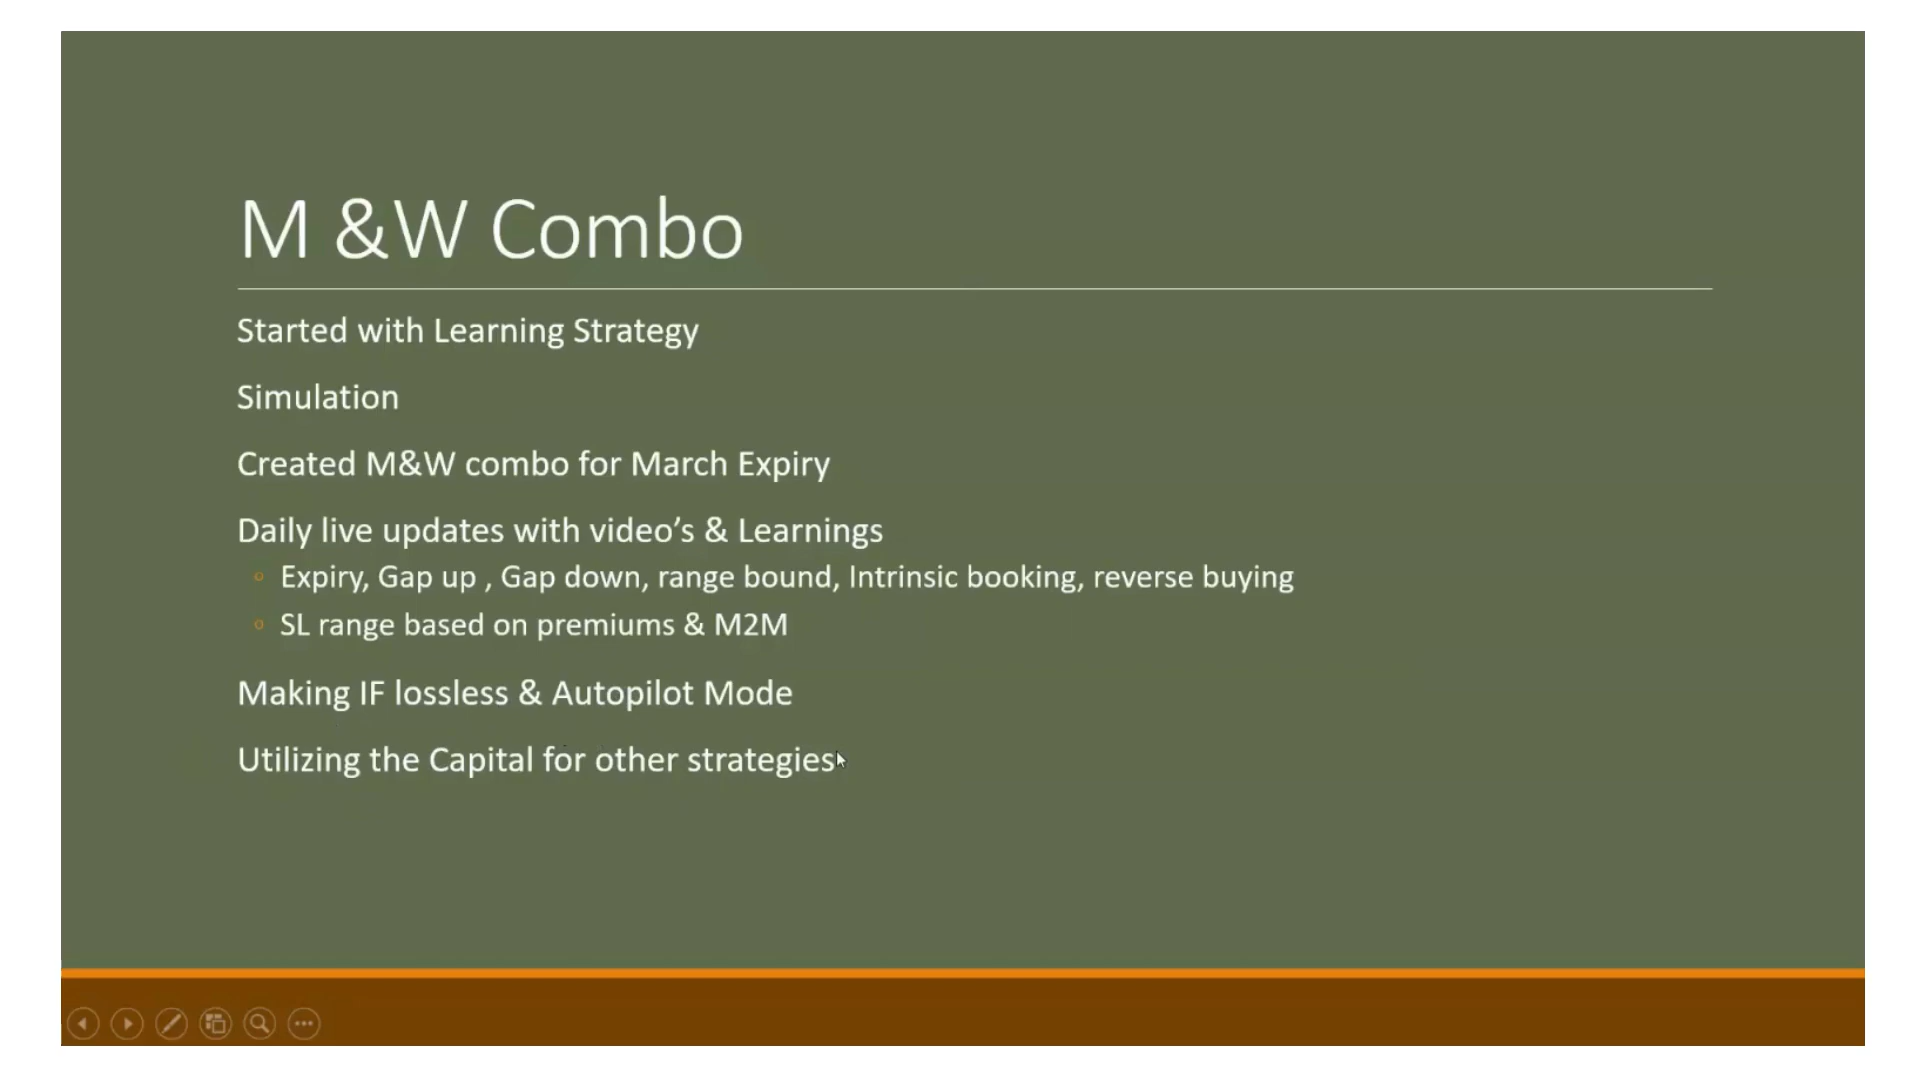 M &W Combo
Started with Learning Strategy
Simulation
Created M&W combo for March Expiry
Daily live updates with video’s & Learnings
Expiry, Gap up , Gap down, range bound, Intrinsic booking, reverse buying
SL range based on premiums & M2M
Making IF lossless & Autopilot Mode
Utilizing the Capital for other strategies